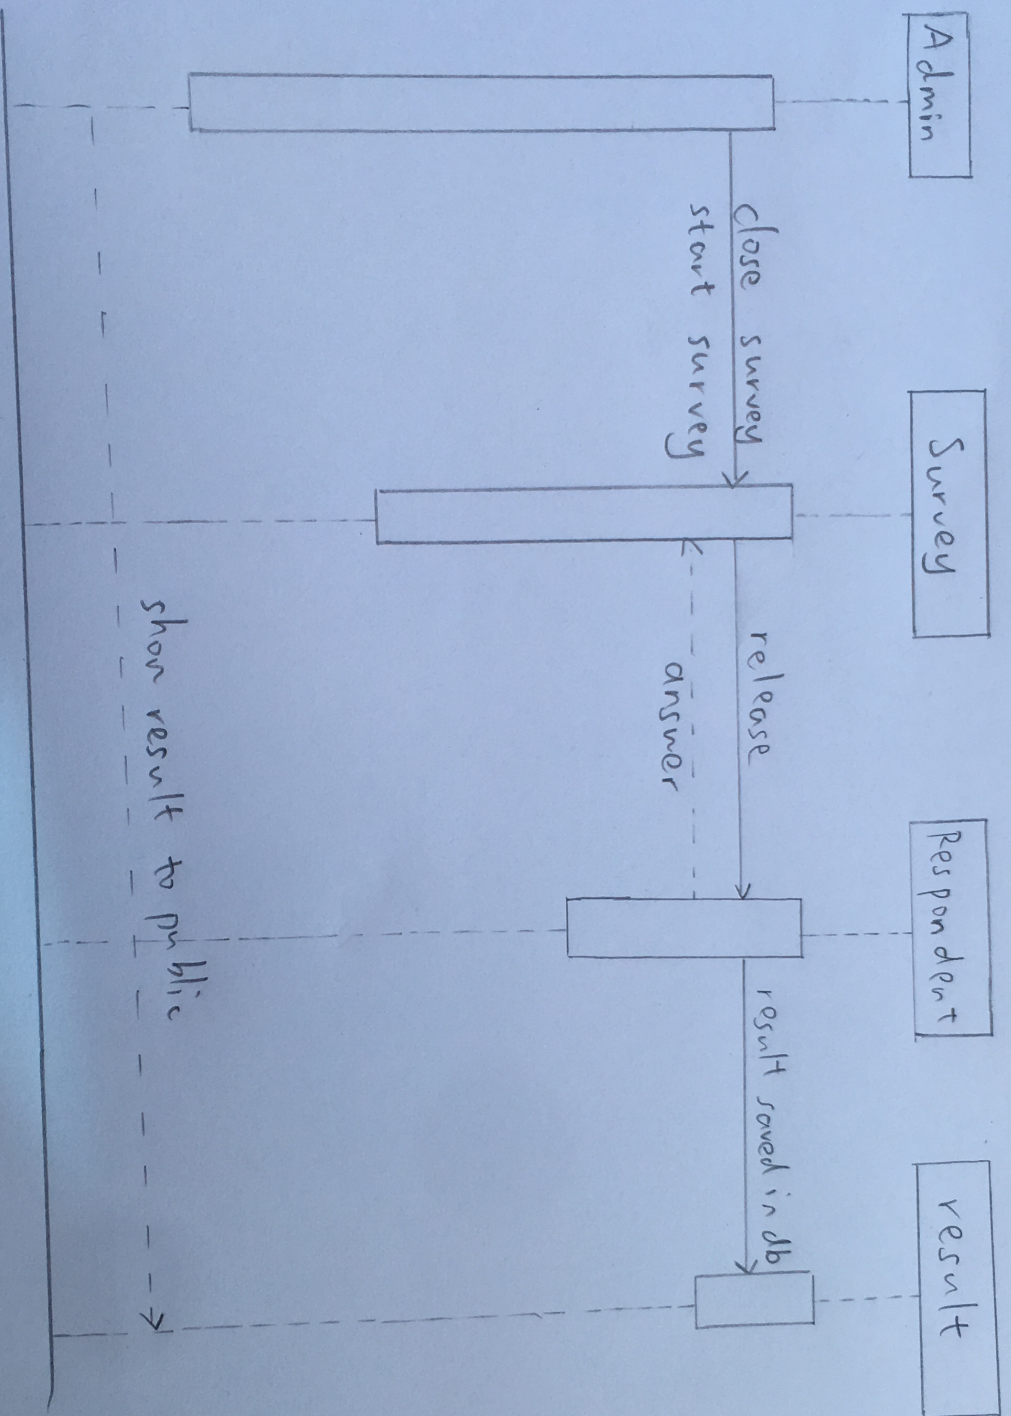 Admin
Survey
Respondent
result
close survey
start survey
release
answer
result saved in db
show result to public